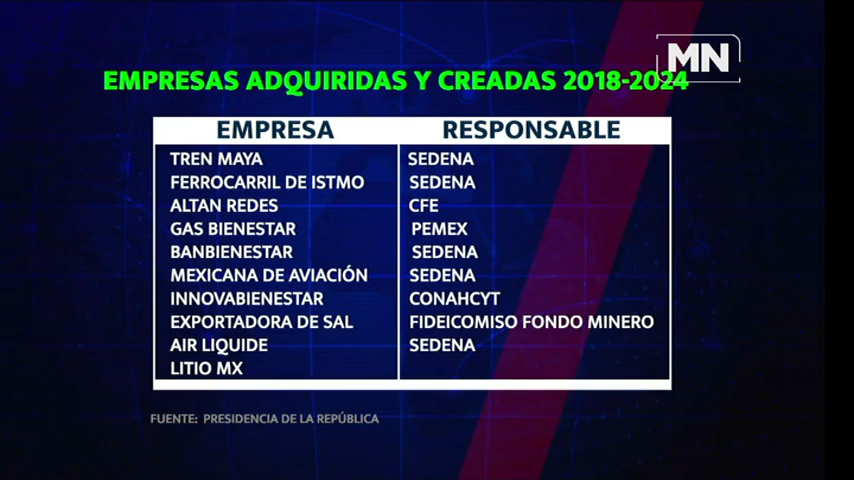 MN
EMPRESAS ADQUIRIDAS Y CREADAS 2018-2024
EMPRESA RESPONSABLE
TREN MAYA SEDENA
FERROCARRIL DE ISTMO SEDENA
ALTAN REDES CFE
GAS BIENESTAR PEMEX
BANBIENESTAR SEDENA
MEXICANA DE AVIACIÓN SEDENA
INNOVABIENESTAR CONAHCYT
EXPORTADORA DE SAL FIDEICOMISO FONDO MINERO
AIR LIQUIDE SEDENA
LITIO MX
FUENTE: PRESIDENCIA DE LA REPÚBLICA